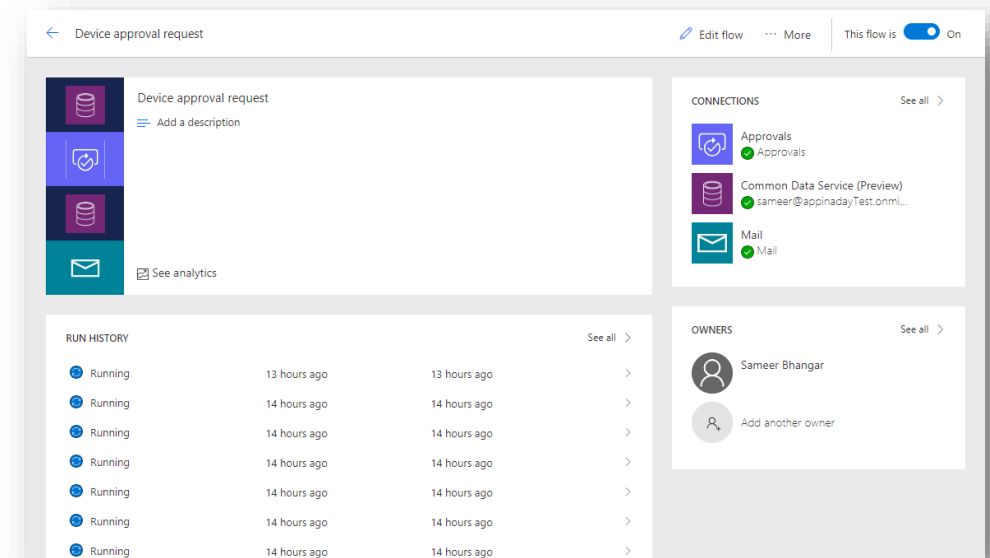 Device approval request
Edit flow
··· More
This flow is On
Device approval request
Add a description
See analytics
CONNECTIONS See all
Approvals
Approvals
Common Data Service (Preview)
sameer@appinadayTest.onmi...
Mail
Mail
RUN HISTORY See all
Running 13 hours ago 13 hours ago
Running 14 hours ago 14 hours ago
Running 14 hours ago 14 hours ago
Running 14 hours ago 14 hours ago
Running 14 hours ago 14 hours ago
Running 14 hours ago 14 hours ago
Running 14 hours ago 14 hours ago
OWNERS See all
Sameer Bhangar
Add another owner